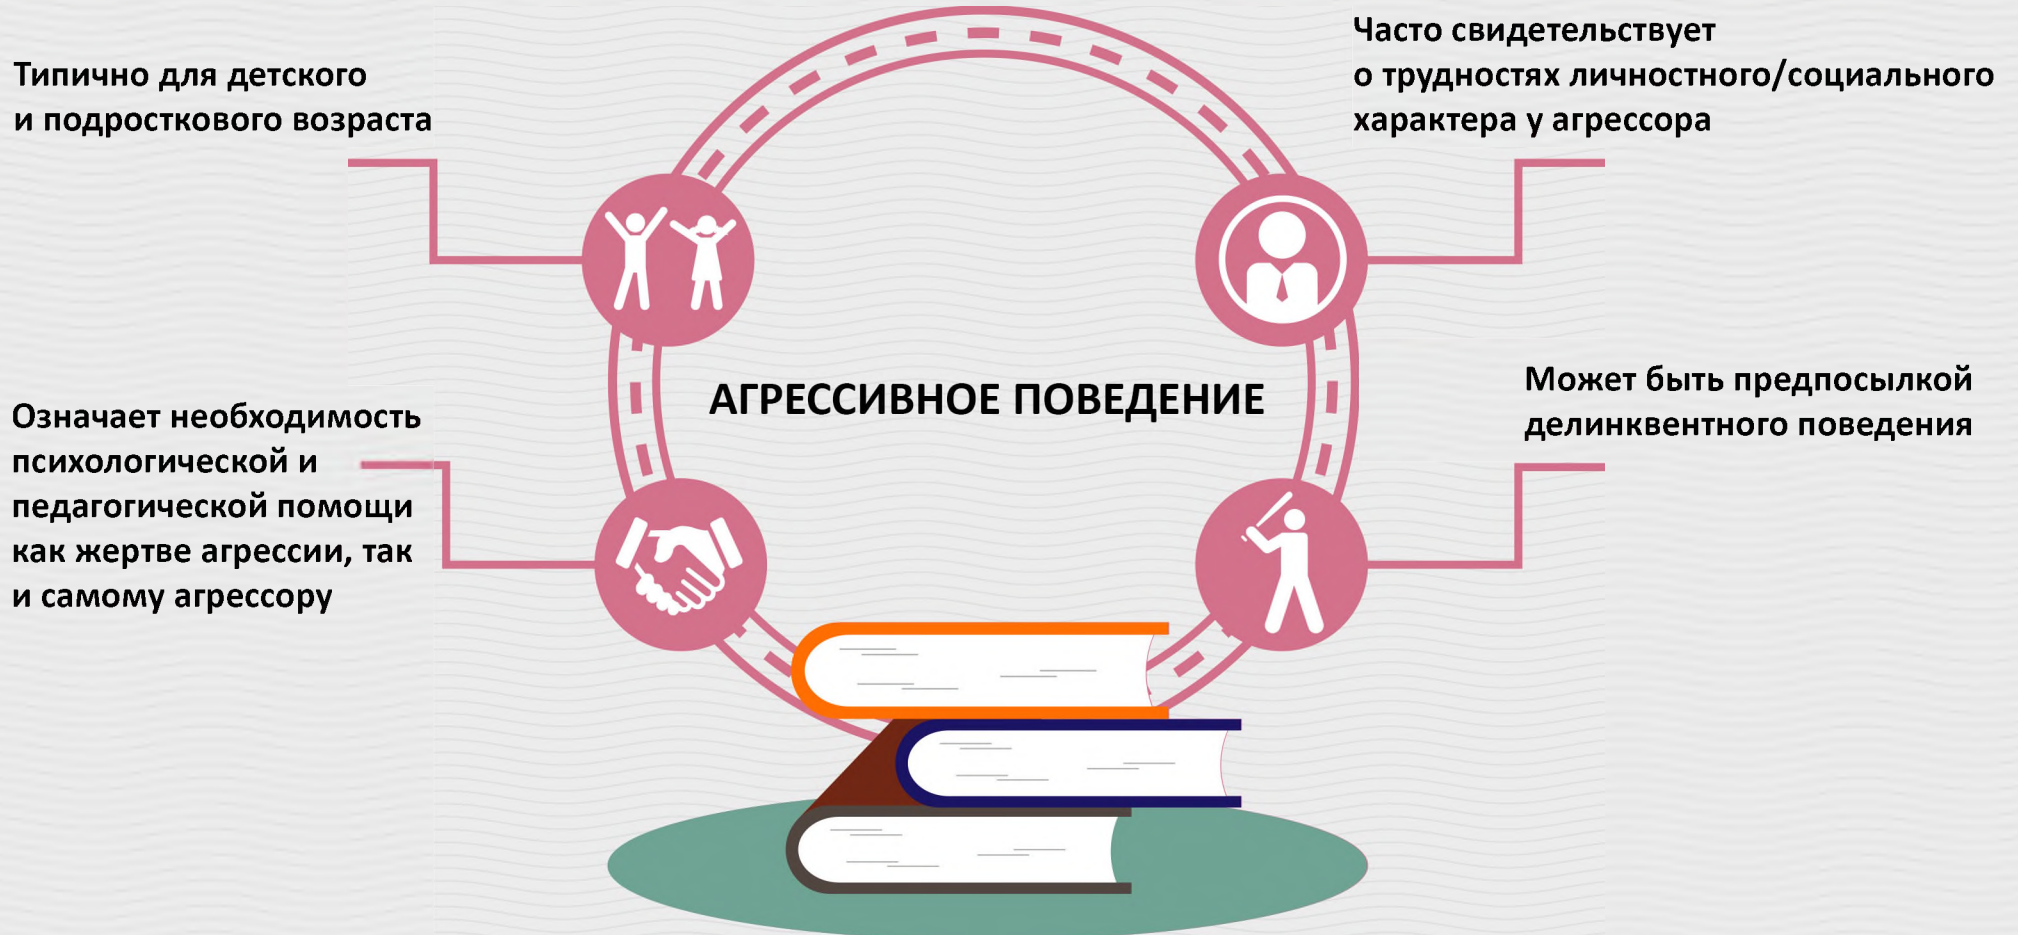 Типично для детского
и подросткового возраста
Часто свидетельствует
о трудностях личностного/социального
характера у агрессора
АГРЕССИВНОЕ ПОВЕДЕНИЕ
Означает необходимость
психологической и
педагогической помощи
как жертве агрессии, так
и самому агрессору
Может быть предпосылкой
делинквентного поведения